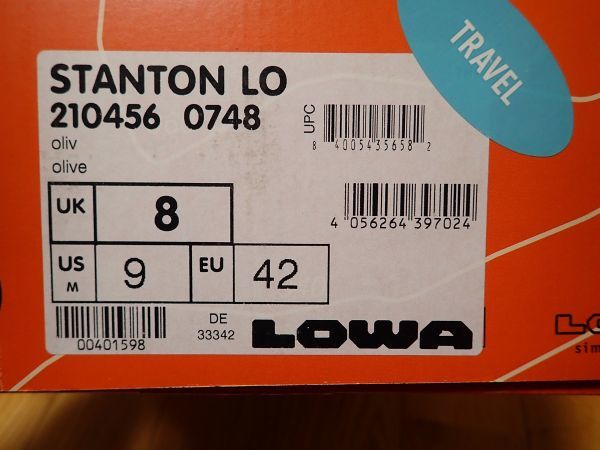 TRAVEL
STANTON LO
210456 0748
oliv
olive
UPC
8 4005435658 2
UK 8
4 056264 397024
US M 9 EU 42
00401598
DE
33342
LOWA
sim